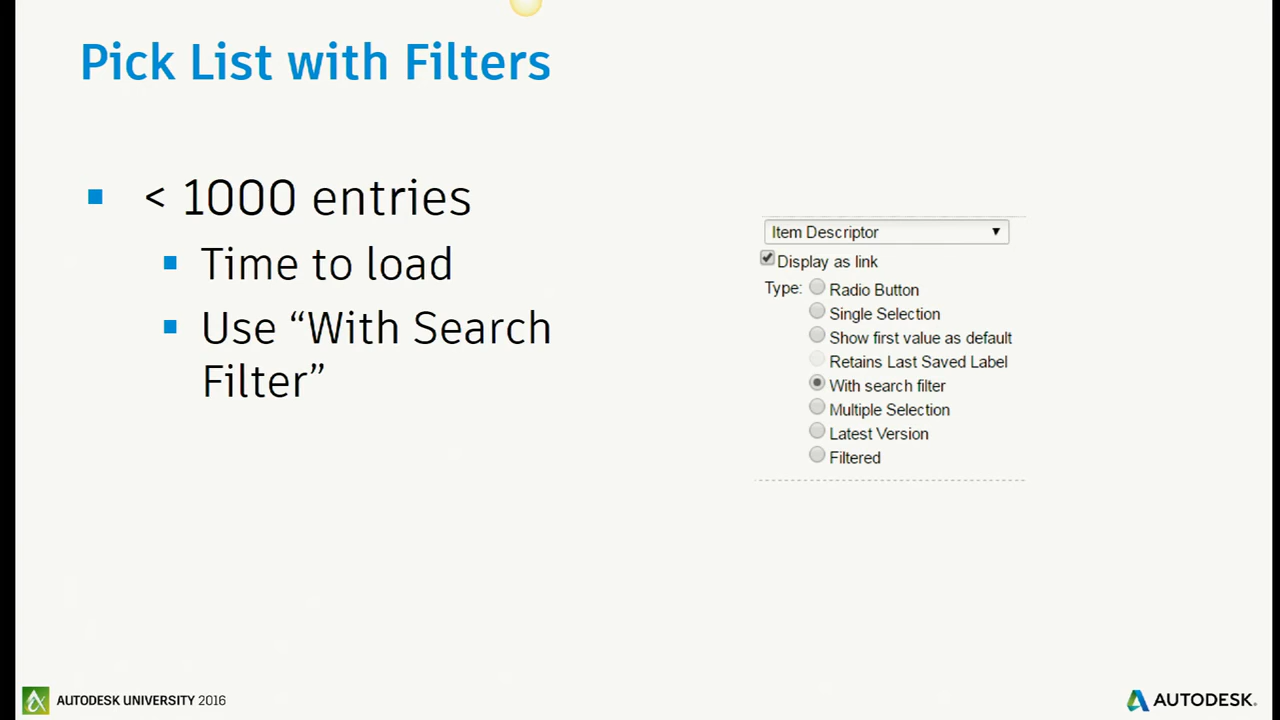 Pick List with Filters
< 1000 entries
Time to load
Use “With Search
Filter”
Item Descriptor
Display as link
Type:
Radio Button
Single Selection
Show first value as default
Retains Last Saved Label
With search filter
Multiple Selection
Latest Version
Filtered
AUTODESK UNIVERSITY 2016
AUTODESK.